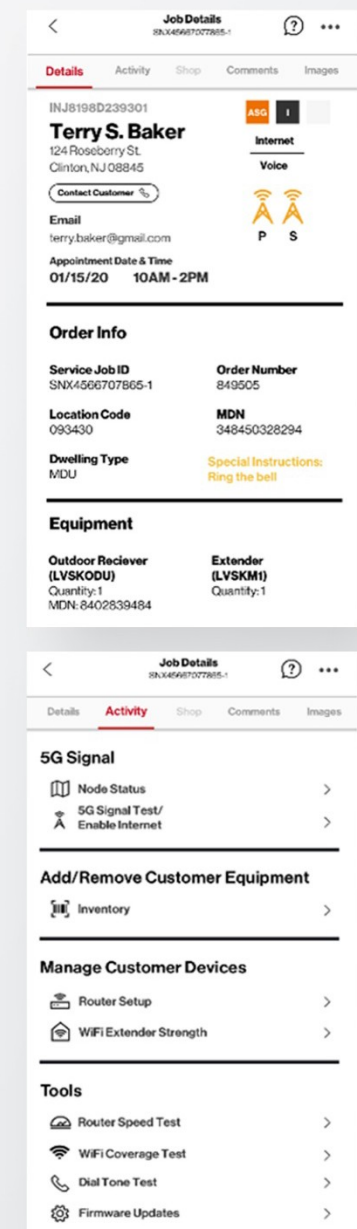 Job Details
SNX45667077885-1
Details Activity Shop Comments Images
INJ8198D239301
ASG I
Terry S. Baker
124 Roseberry St.
Clinton, NJ 08845
Internet
Voice
Contact Customer
P S
Email
terry.baker@gmail.com
Appointment Date & Time
01/15/20 10AM - 2PM
Order Info
Service Job ID
SNX4566707865-1
Order Number
849505
Location Code
093430
MDN
348450328294
Dwelling Type
MDU
Special Instructions:
Ring the bell
Equipment
Outdoor Reciever
(LVSKODU)
Quantity: 1
MDN: 8402839484
Extender
(LVSKM1)
Quantity: 1
Job Details
Details Activity Shop Comments Images
5G Signal
Node Status
5G Signal Test/
Enable Internet
Add/Remove Customer Equipment
Inventory
Manage Customer Devices
Router Setup
WiFi Extender Strength
Tools
Router Speed Test
WiFi Coverage Test
Dial Tone Test
Firmware Updates